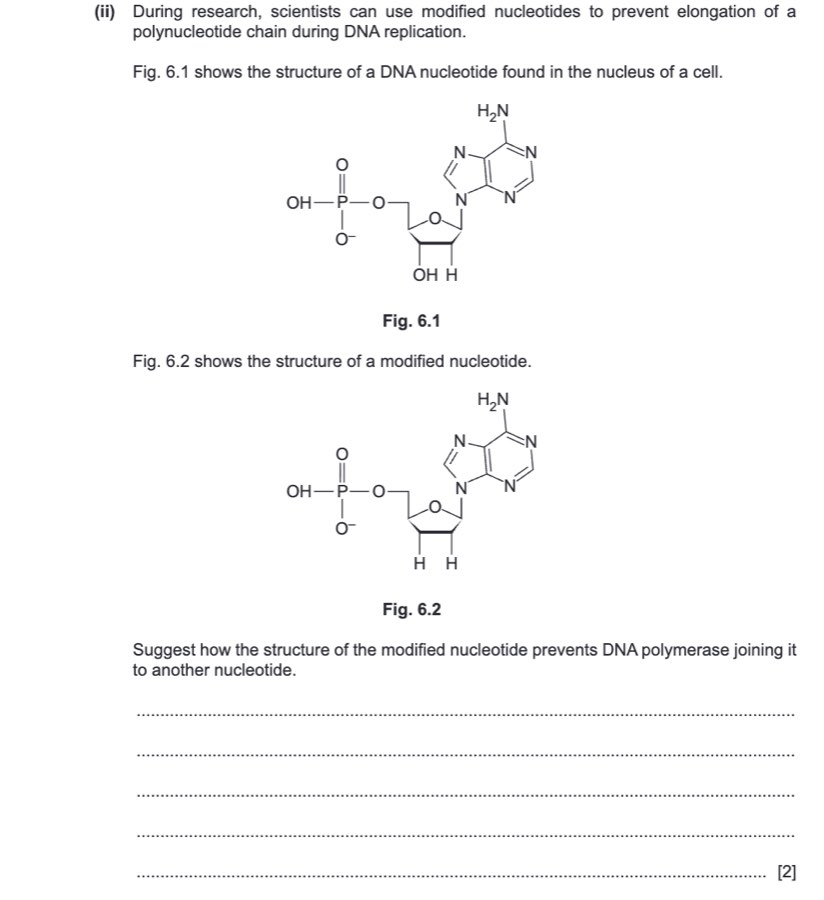 (ii) During research, scientists can use modified nucleotides to prevent elongation of a
polynucleotide chain during DNA replication.
Fig. 6.1 shows the structure of a DNA nucleotide found in the nucleus of a cell.
H₂N
N N
O
OH P O N N
O
O⁻
OH H
Fig. 6.1
Fig. 6.2 shows the structure of a modified nucleotide.
H₂N
N N
O
OH P O N N
O
O⁻
H H
Fig. 6.2
Suggest how the structure of the modified nucleotide prevents DNA polymerase joining it
to another nucleotide.
[2]